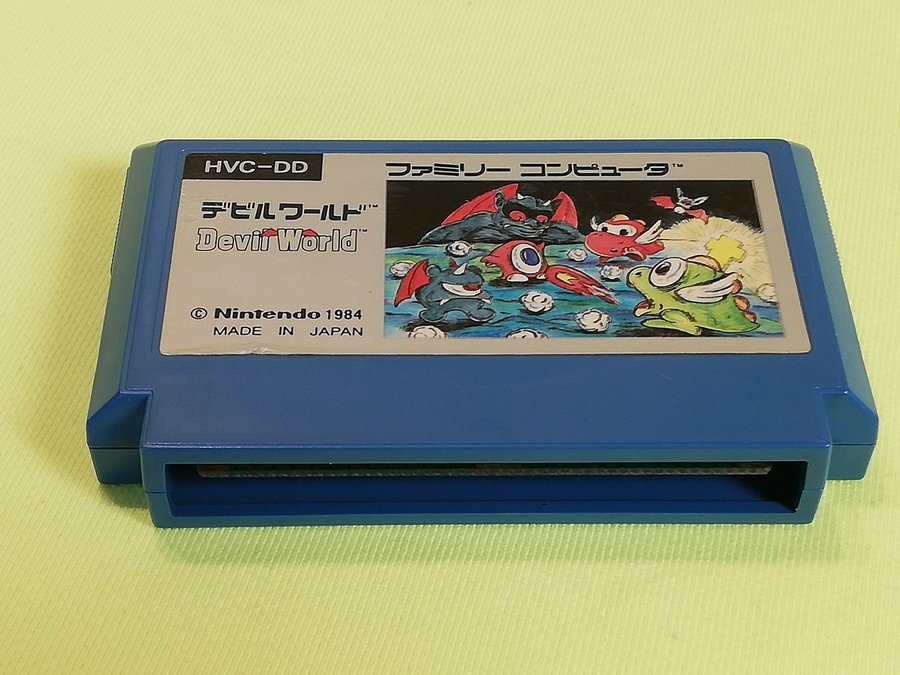 HVC-DD
ファミリー コンピュータ™
デビルワールド™
Devil World™
© Nintendo 1984
MADE IN JAPAN